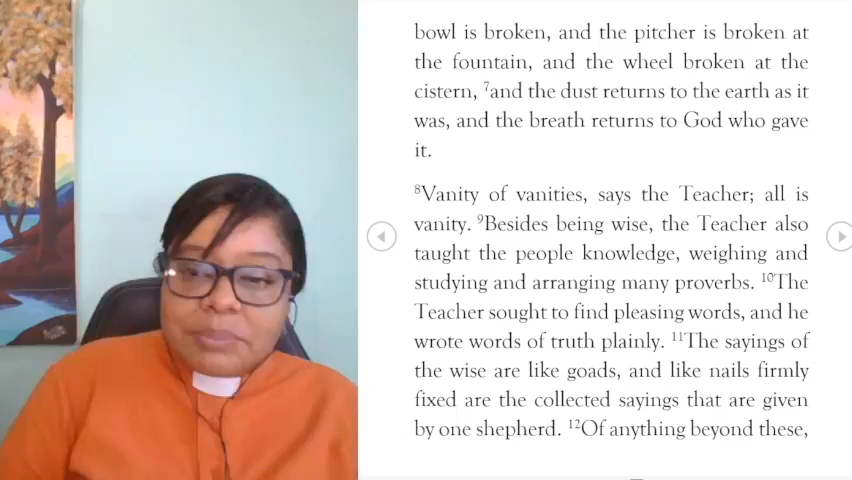 bowl is broken, and the pitcher is broken at
the fountain, and the wheel broken at the
cistern, ⁷and the dust returns to the earth as it
was, and the breath returns to God who gave
it.
⁸Vanity of vanities, says the Teacher; all is
vanity. ⁹Besides being wise, the Teacher also
taught the people knowledge, weighing and
studying and arranging many proverbs. ¹⁰The
Teacher sought to find pleasing words, and he
wrote words of truth plainly. ¹¹The sayings of
the wise are like goads, and like nails firmly
fixed are the collected sayings that are given
by one shepherd. ¹²Of anything beyond these,